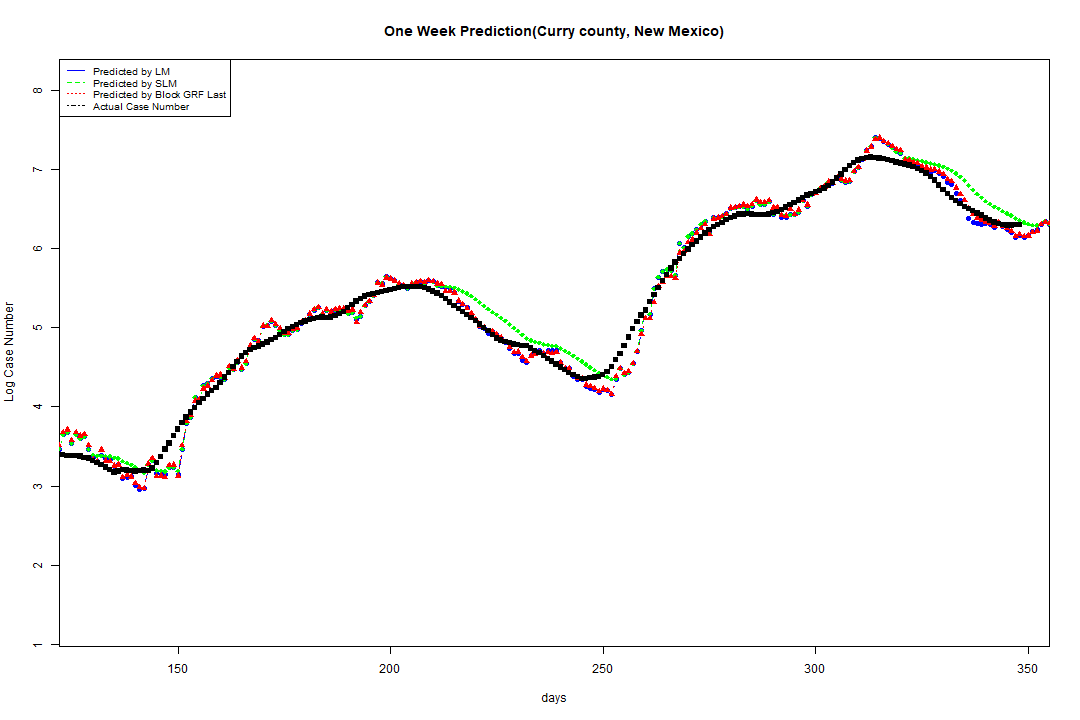 One Week Prediction(Curry county, New Mexico)
Predicted by LM
Predicted by SLM
Predicted by Block GRF Last
Actual Case Number
8
7
6
5
4
3
2
1
Log Case Number
150 200 250 300 350
days